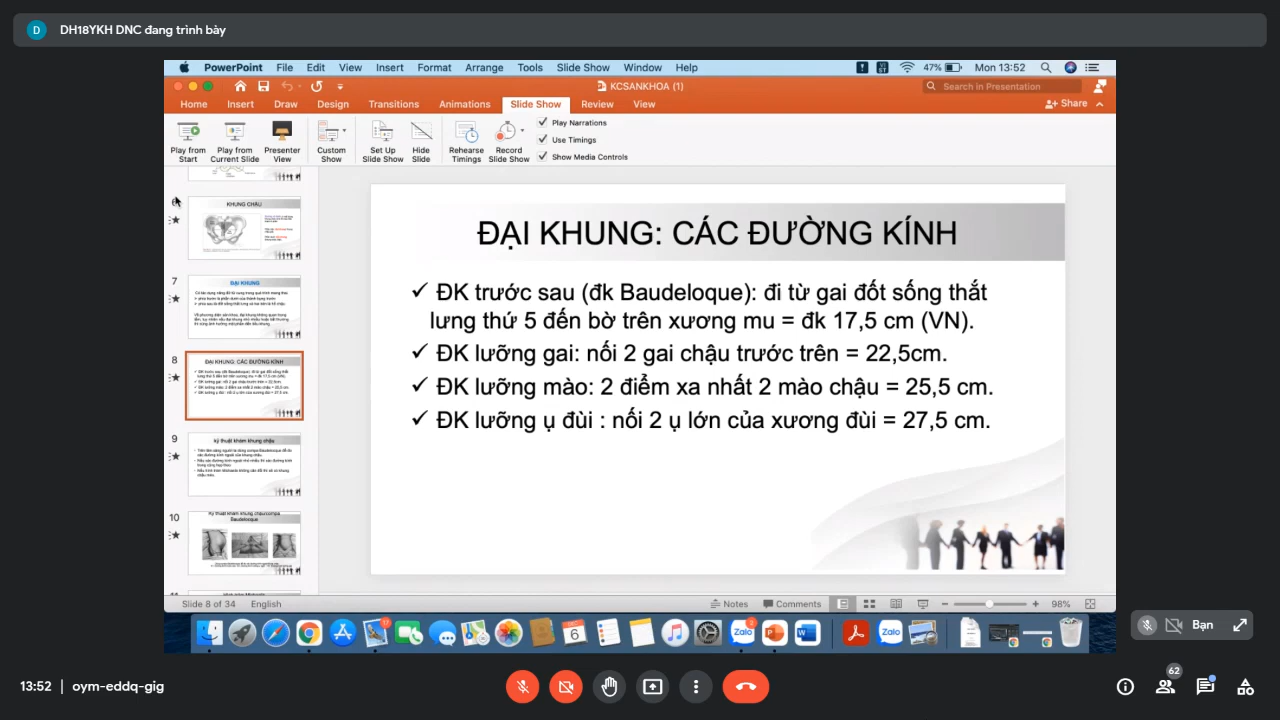 D DH18YKH DNC đang trình bày
PowerPoint File Edit View Insert Format Arrange Tools Slide Show Window Help 47% Mon 13:52
KCSANKHOA (1) Search in Presentation
Home Insert Draw Design Transitions Animations Slide Show Review View Share
Play from Start
Play from Current Slide
Presenter View
Custom Show
Set Up Slide Show
Hide Slide
Rehearse Timings
Record Slide Show
Play Narrations
Use Timings
Show Media Controls
KHUNG CHẬU
7
ĐẠI KHUNG
8
ĐẠI KHUNG: CÁC ĐƯỜNG KÍNH
9
kỹ thuật khám khung chậu
10
Baudelocque
ĐẠI KHUNG: CÁC ĐƯỜNG KÍNH
✓ ĐK trước sau (đk Baudeloque): đi từ gai đốt sống thắt
lưng thứ 5 đến bờ trên xương mu = đk 17,5 cm (VN).
✓ ĐK lưỡng gai: nối 2 gai chậu trước trên = 22,5cm.
✓ ĐK lưỡng mào: 2 điểm xa nhất 2 mào chậu = 25,5 cm.
✓ ĐK lưỡng ụ đùi : nối 2 ụ lớn của xương đùi = 27,5 cm.
Slide 8 of 34 English Notes Comments 98%
6
Zalo
Zalo
Bạn
13:52 | oym-eddq-gig
62